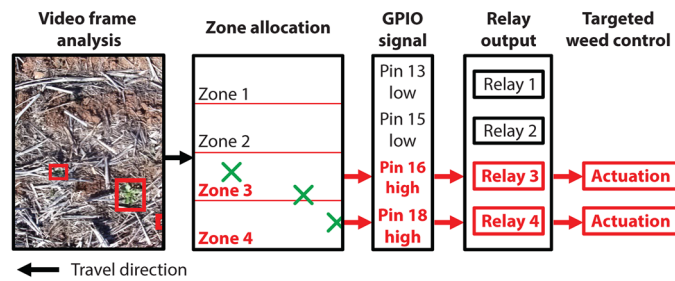 Video frame
analysis
Zone allocation
GPIO
signal
Relay
output
Targeted
weed control
Zone 1
Zone 2
Zone 3
Zone 4
Pin 13
low
Pin 15
low
Pin 16
high
Pin 18
high
Relay 1
Relay 2
Relay 3
Relay 4
Actuation
Actuation
Travel direction